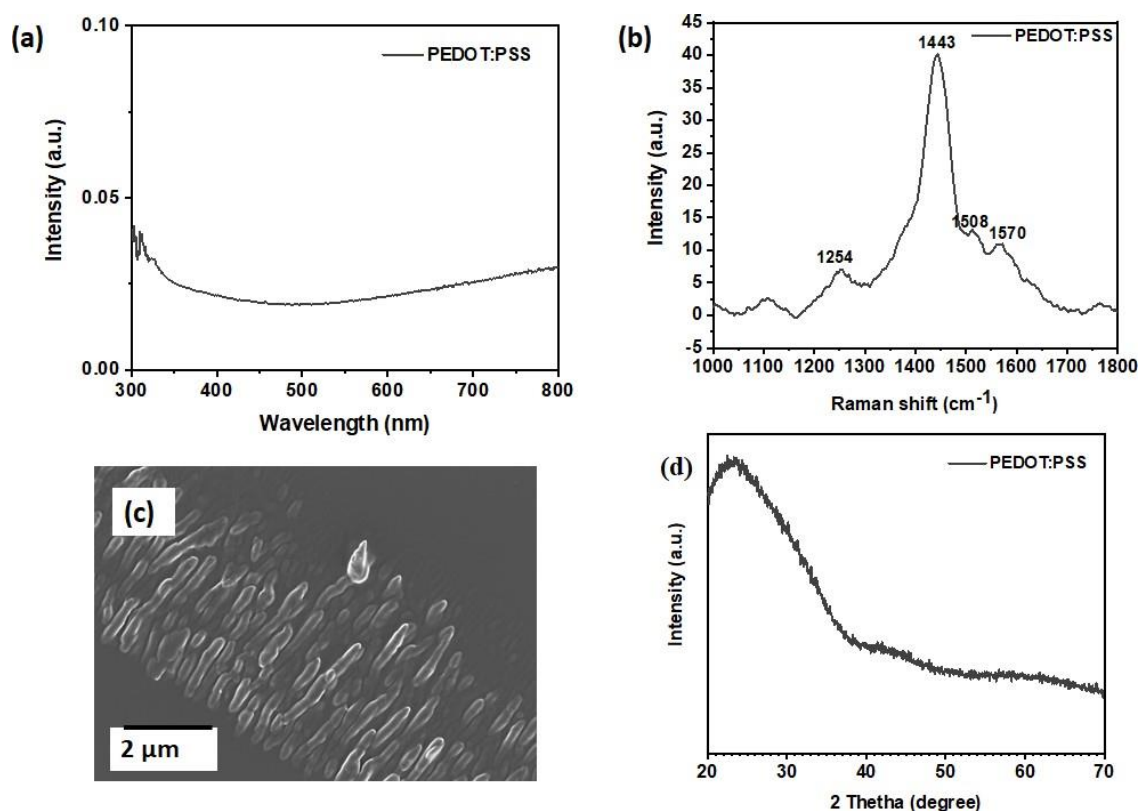 (a)
PEDOT:PSS
Intensity (a.u.)
0.10
0.05
0.00
300 400 500 600 700 800
Wavelength (nm)
(b)
PEDOT:PSS
Intensity (a.u.)
45
40
35
30
25
20
15
10
5
0
-5
1443
1508
1570
1254
1000 1100 1200 1300 1400 1500 1600 1700 1800
Raman shift (cm-1)
(c)
2 µm
(d)
PEDOT:PSS
Intensity (a.u.)
20 30 40 50 60 70
2 Thetha (degree)